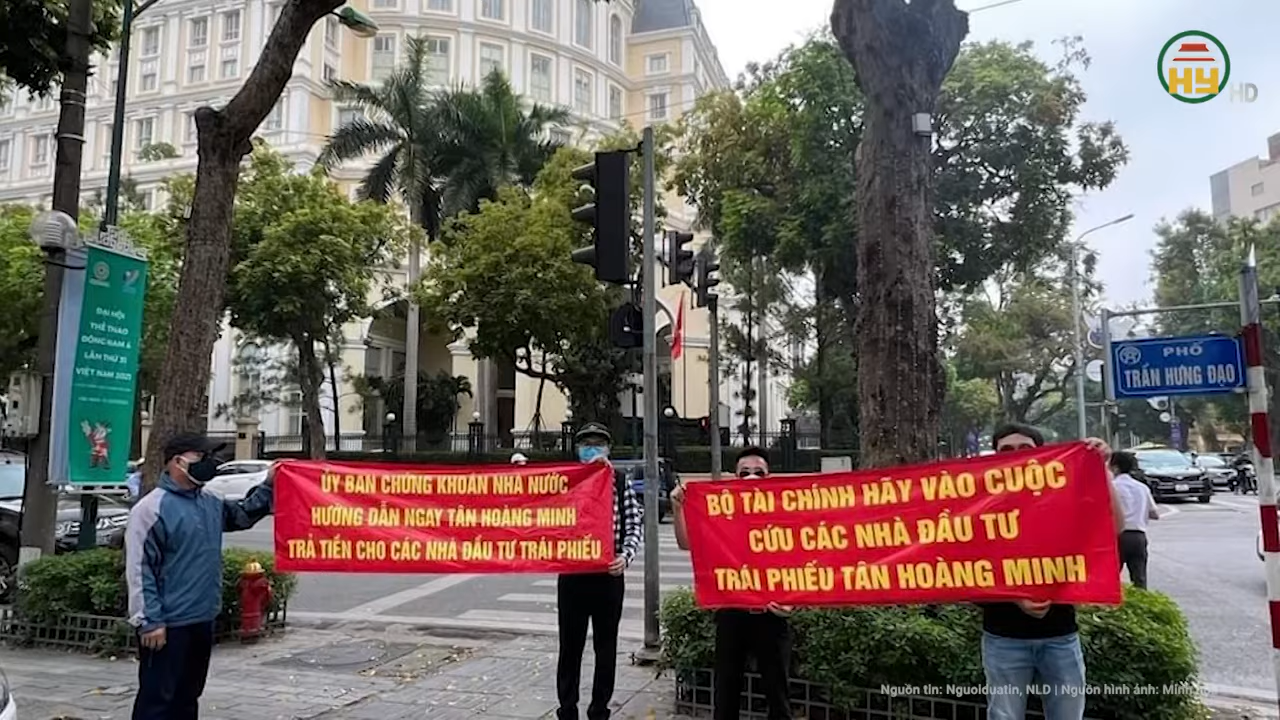 HY HD
ĐẠI HỘI
THỂ THAO
ĐÔNG NAM Á
LẦN THỨ 31
VIỆT NAM 2021
PHỐ
TRẦN HƯNG ĐẠO
ỦY BAN CHỨNG KHOÁN NHÀ NƯỚC
HƯỚNG DẪN NGAY TÂN HOÀNG MINH
TRẢ TIỀN CHO CÁC NHÀ ĐẦU TƯ TRÁI PHIẾU
BỘ TÀI CHÍNH HÃY VÀO CUỘC
CỨU CÁC NHÀ ĐẦU TƯ
TRÁI PHIẾU TÂN HOÀNG MINH
Nguồn tin: Nguoiduatin, NLD | Nguồn hình ảnh: Minh